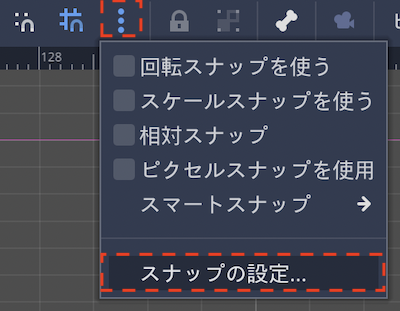 128
回転スナップを使う
スケールスナップを使う
相対スナップ
ピクセルスナップを使用
スマートスナップ
スナップの設定...